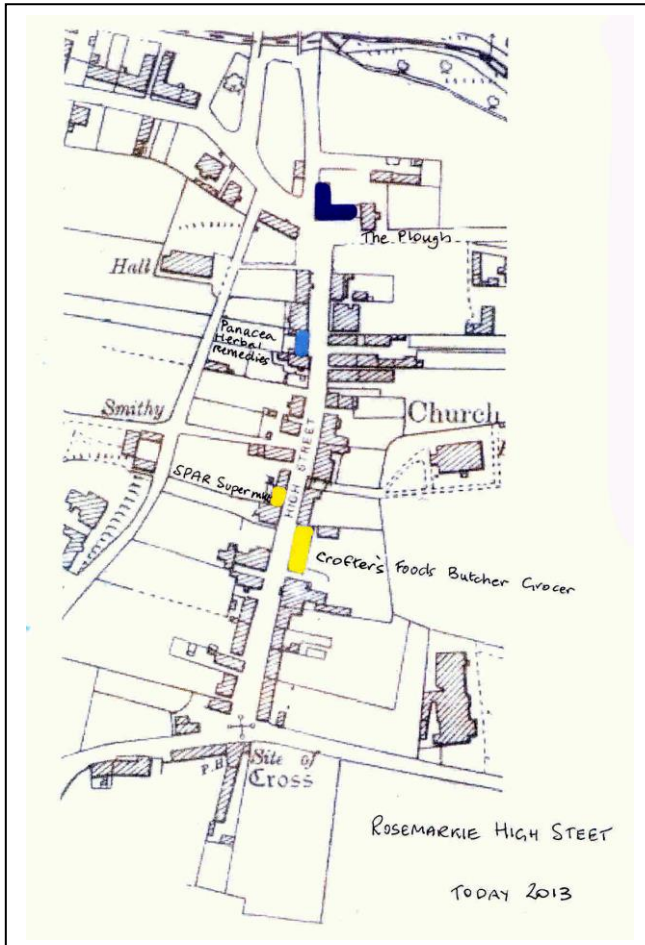 The Plough
Hall
Panacea
Herbal
Remedies
Church
Smithy
HIGH STREET
SPAR Supermkt
Crofter's Foods Butcher Grocer
P.H
Site of
Cross
ROSEMARKIE HIGH STEET
TODAY 2013